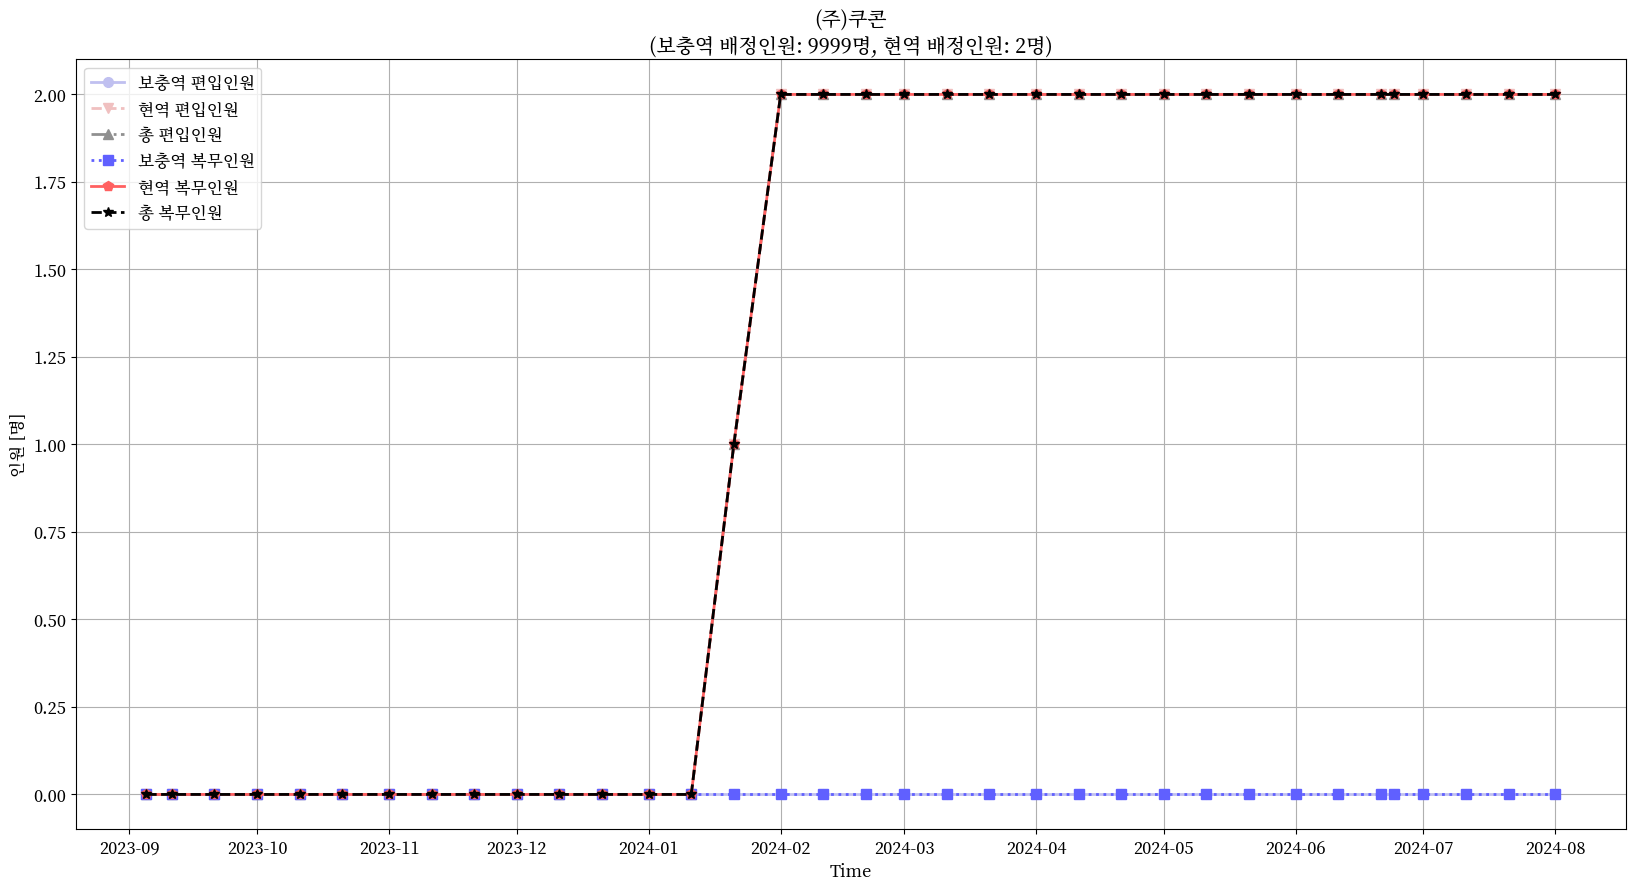 (주)쿠콘
(보충역 배정인원: 9999명, 현역 배정인원: 2명)
보충역 편입인원
현역 편입인원
총 편입인원
보충역 복무인원
현역 복무인원
총 복무인원
2.00
1.75
1.50
1.25
1.00
0.75
0.50
0.25
0.00
인원 [명]
2023-09
2023-10
2023-11
2023-12
2024-01
2024-02
2024-03
2024-04
2024-05
2024-06
2024-07
2024-08
Time